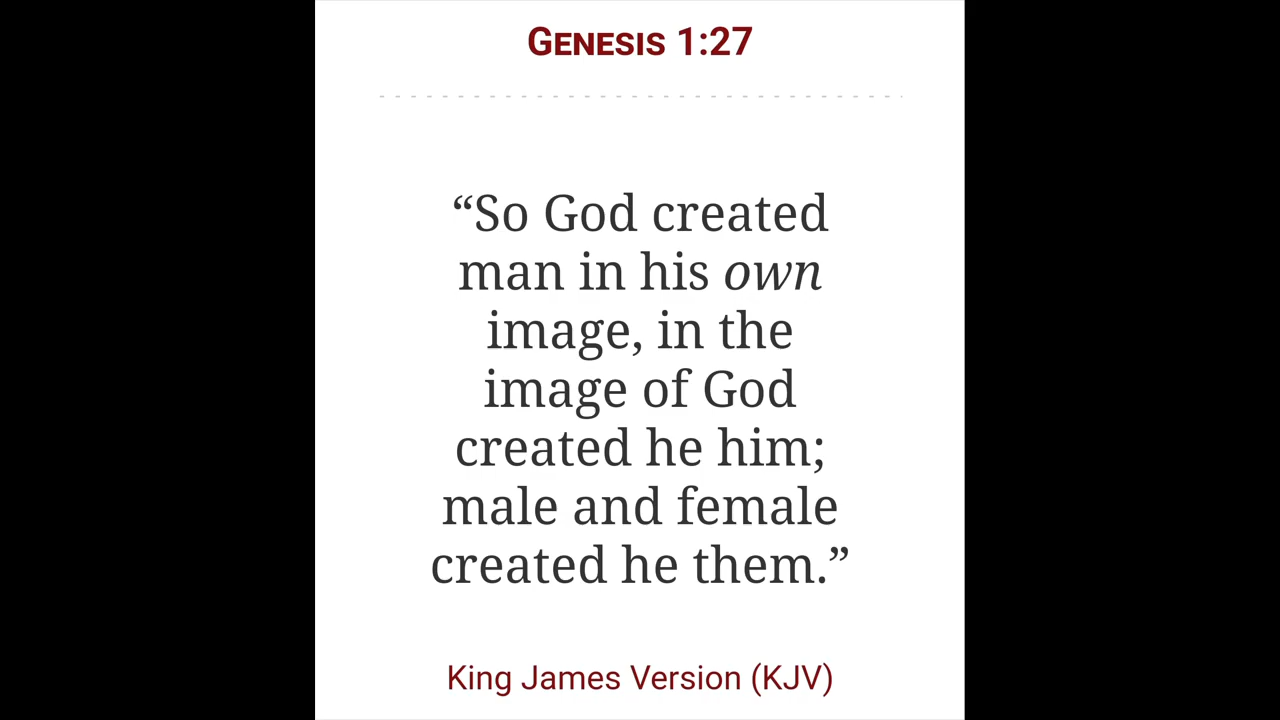 Genesis 1:27
“So God created
man in his own
image, in the
image of God
created he him;
male and female
created he them.”
King James Version (KJV)